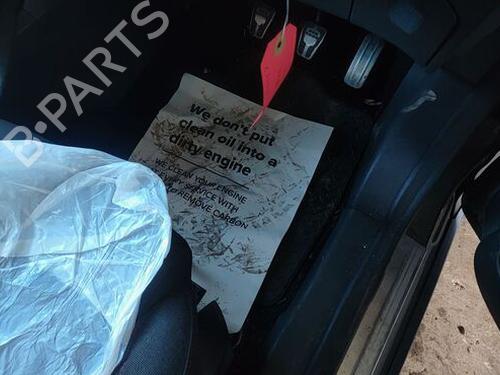 B-PARTS
We don't put
clean oil into a
dirty engine
WE CLEAN YOUR ENGINE
SERVICE WITH
REMOVE CARBON